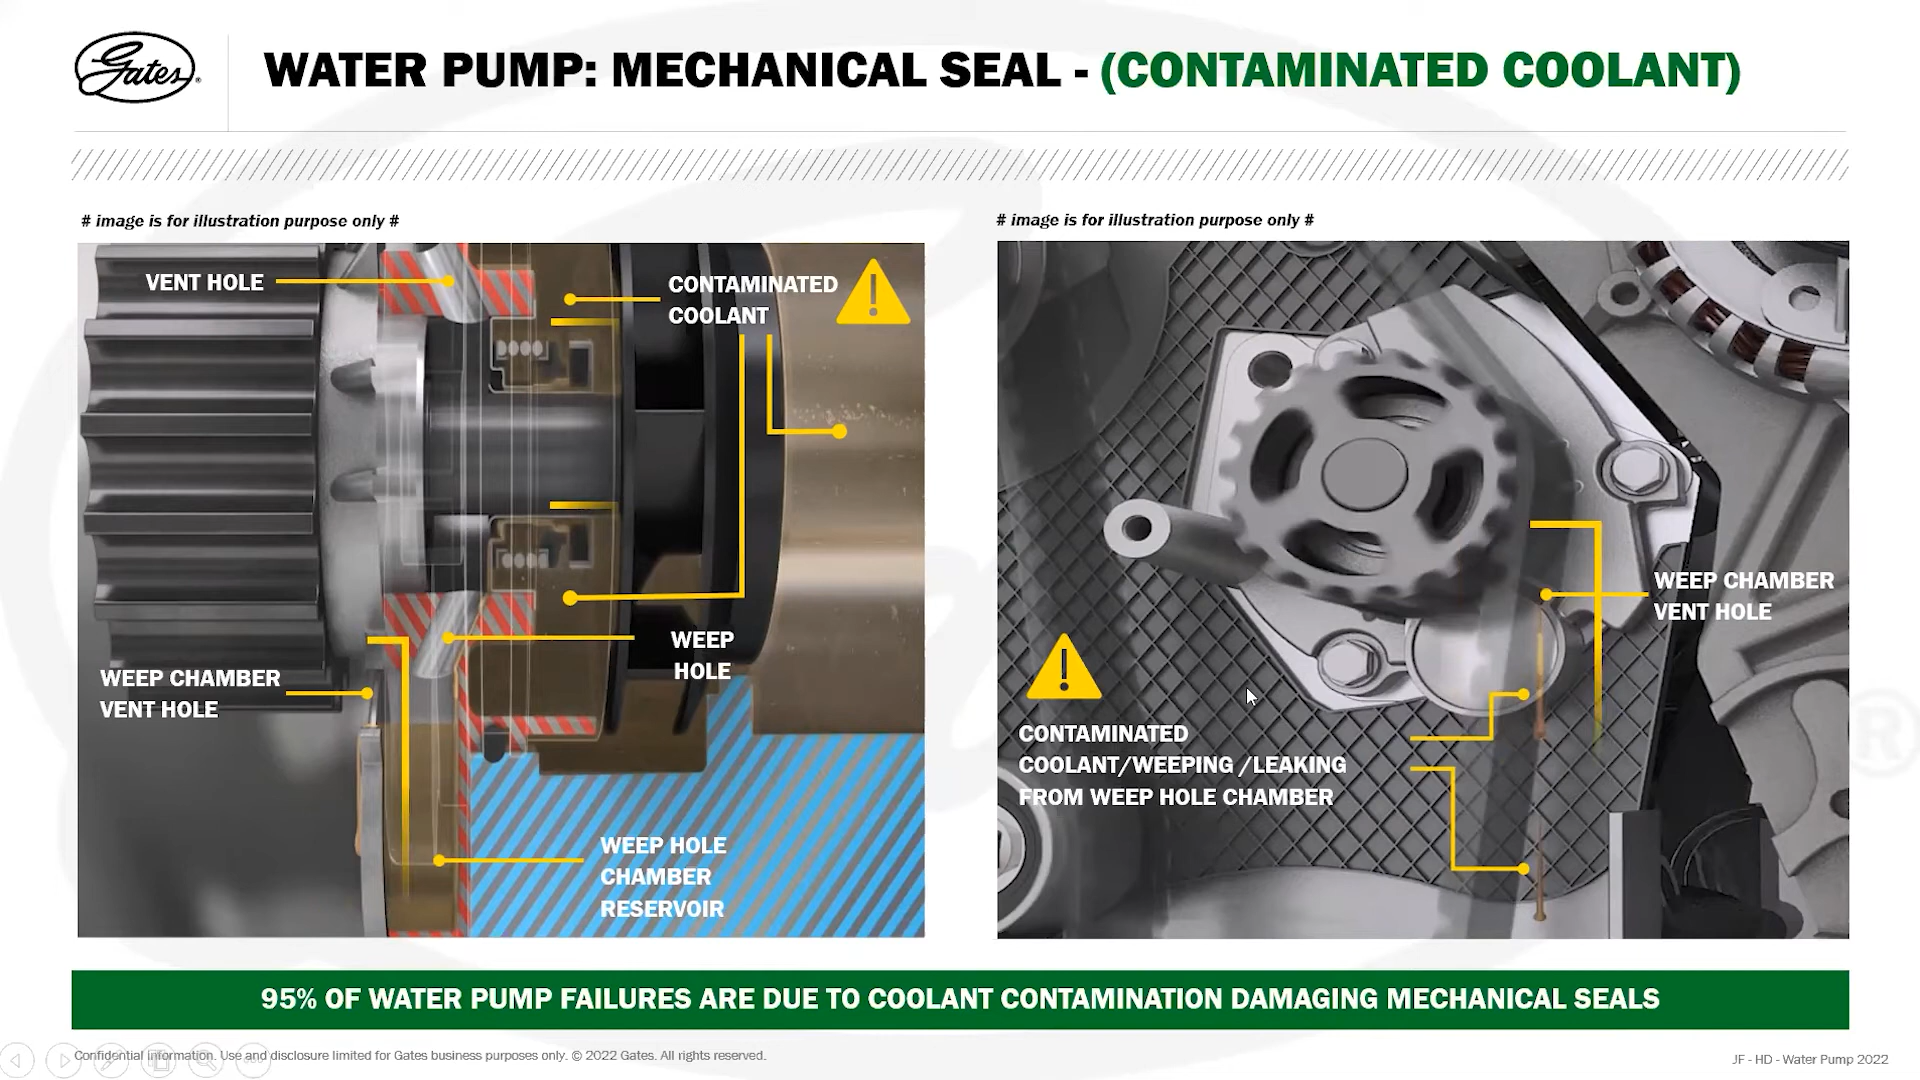 Gates
WATER PUMP: MECHANICAL SEAL - (CONTAMINATED COOLANT)
# image is for illustration purpose only #
# image is for illustration purpose only #
VENT HOLE
CONTAMINATED
COOLANT
WEEP
HOLE
WEEP CHAMBER
VENT HOLE
WEEP HOLE
CHAMBER
RESERVOIR
WEEP CHAMBER
VENT HOLE
CONTAMINATED
COOLANT/WEEPING /LEAKING
FROM WEEP HOLE CHAMBER
95% OF WATER PUMP FAILURES ARE DUE TO COOLANT CONTAMINATION DAMAGING MECHANICAL SEALS
Confidential information. Use and disclosure limited for Gates business purposes only. © 2022 Gates. All rights reserved.
JF - HD - Water Pump 2022